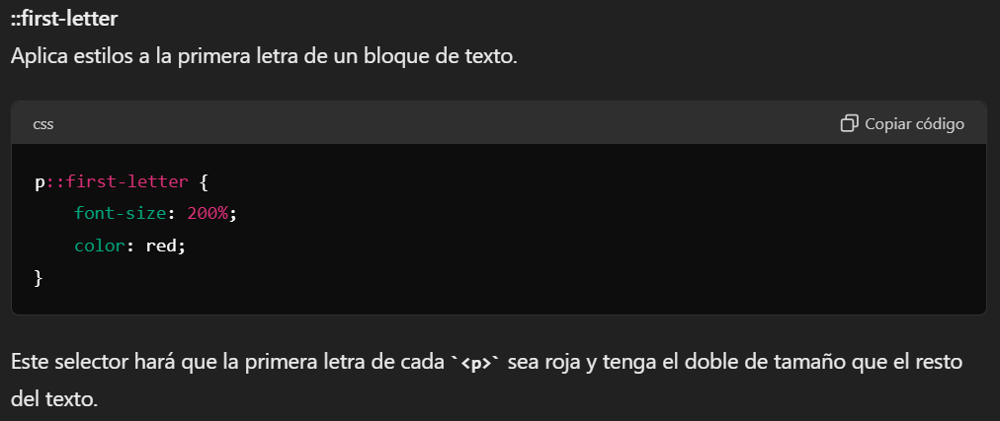 ::first-letter
Aplica estilos a la primera letra de un bloque de texto.
css
Copiar código
p::first-letter {
    font-size: 200%;
    color: red;
}
Este selector hará que la primera letra de cada `<p>` sea roja y tenga el doble de tamaño que el resto
del texto.